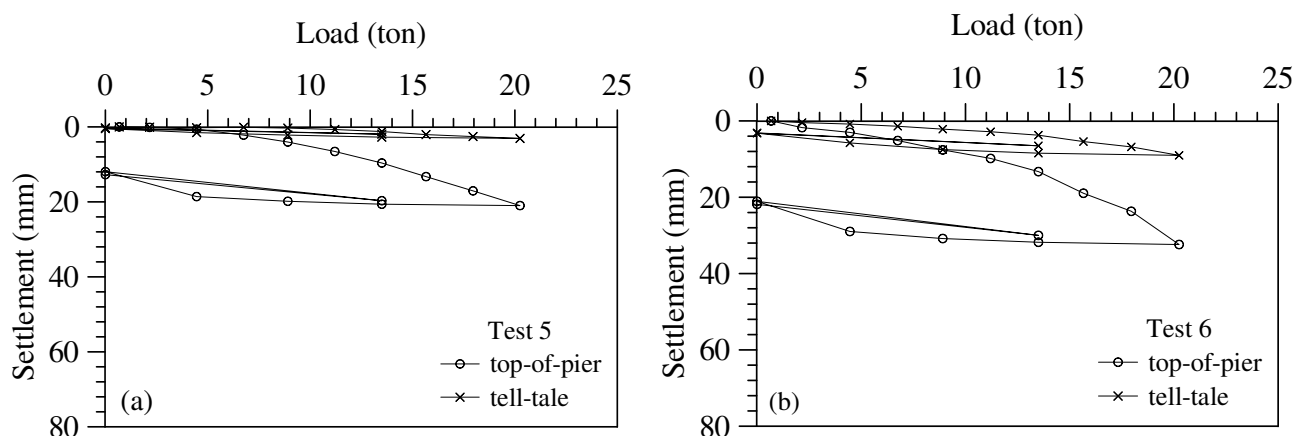 Load (ton)
0 5 10 15 20 25
0
20
40
60
80
Settlement (mm)
Test 5
top-of-pier
tell-tale
(a)
Load (ton)
0 5 10 15 20 25
0
20
40
60
80
Settlement (mm)
Test 6
top-of-pier
tell-tale
(b)